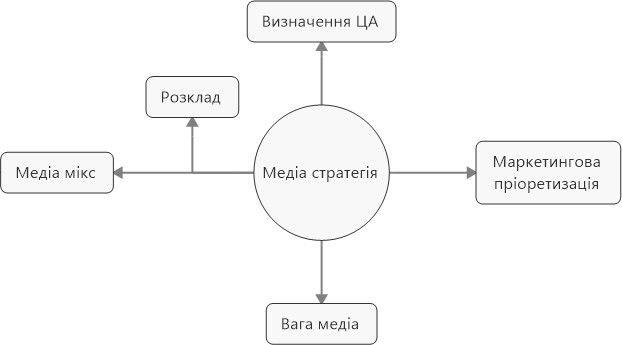 Визначення ЦА
Розклад
Медіа мікс
Медіа стратегія
Маркетингова
пріоретизація
Вага медіа